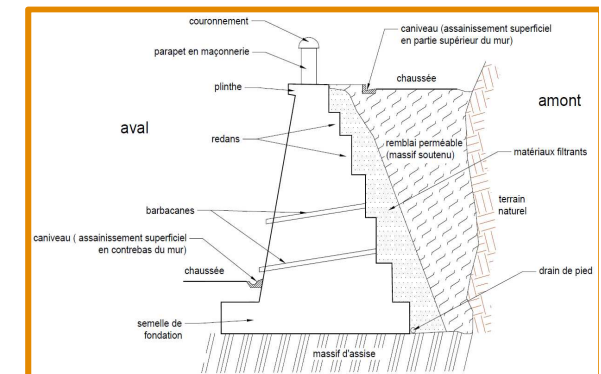 couronnement
caniveau (assainissement superficiel
en partie supérieur du mur)
parapet en maçonnerie
chaussée
plinthe
amont
aval
redans
remblai perméable
(massif soutenu)
matériaux filtrants
barbacanes
terrain
naturel
caniveau ( assainissement superficiel
en contrebas du mur)
chaussée
drain de pied
semelle de
fondation
massif d'assise